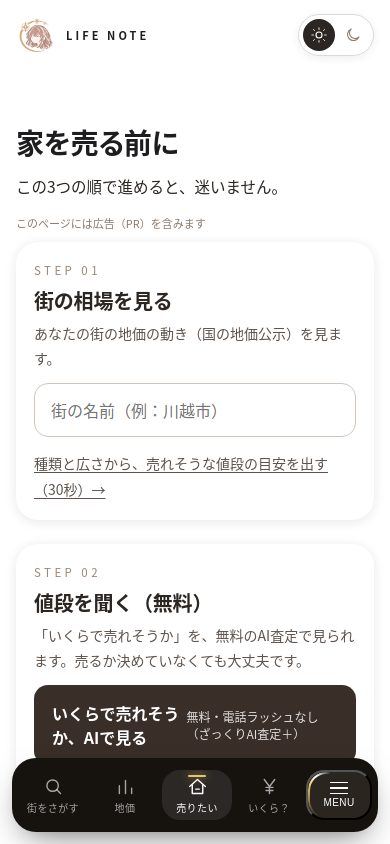 LIFE NOTE
家を売る前に
この3つの順で進めると、迷いません。
このページには広告（PR）を含みます
STEP 01
街の相場を見る
あなたの街の地価の動き（国の地価公示）を見ま
す。
街の名前（例：川越市）
種類と広さから、売れそうな値段の目安を出す
（30秒）→
STEP 02
値段を聞く（無料）
「いくらで売れそうか」を、無料のAI査定で見られ
ます。売るか決めていなくても大丈夫です。
いくらで売れそう
か、AIで見る
無料・電話ラッシュなし
（ざっくりAI査定＋）
街をさがす
地価
売りたい
いくら？
MENU